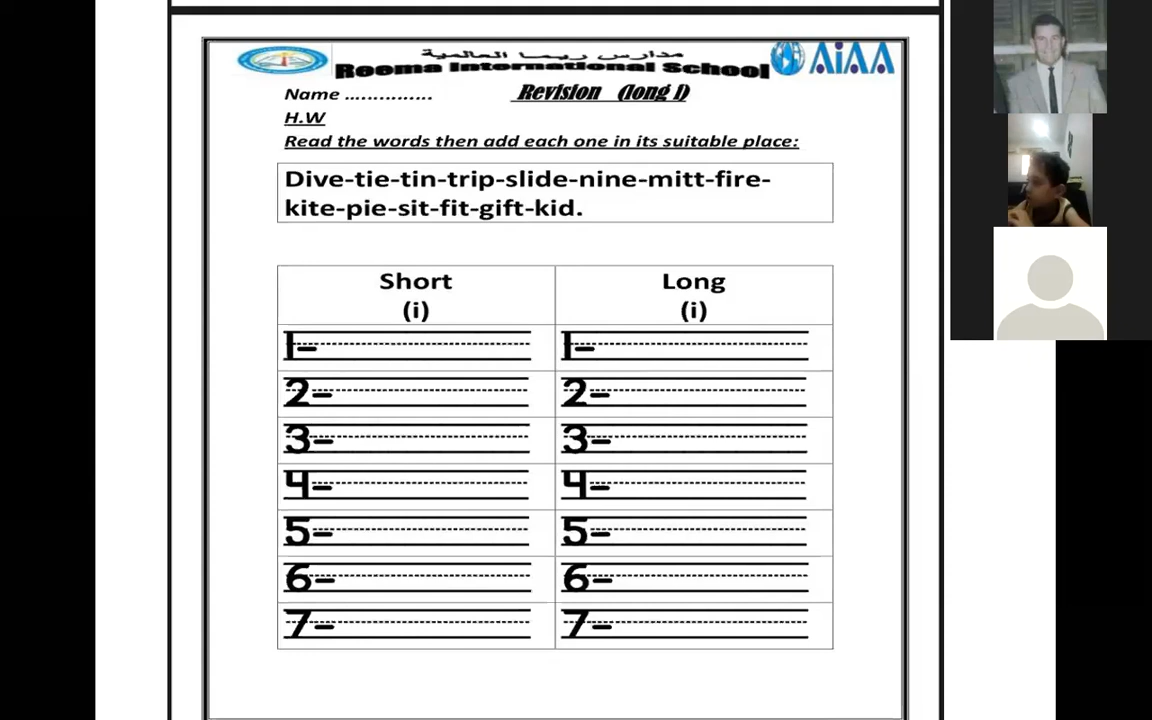 مدارس ريما العالمية
Reema International School
AiAA
Name ..............
Revision (long I)
H.W
Read the words then add each one in its suitable place:
Dive-tie-tin-trip-slide-nine-mitt-fire-
kite-pie-sit-fit-gift-kid.
Short Long
(i) (i)
1- 1-
2- 2-
3- 3-
4- 4-
5- 5-
6- 6-
7- 7-